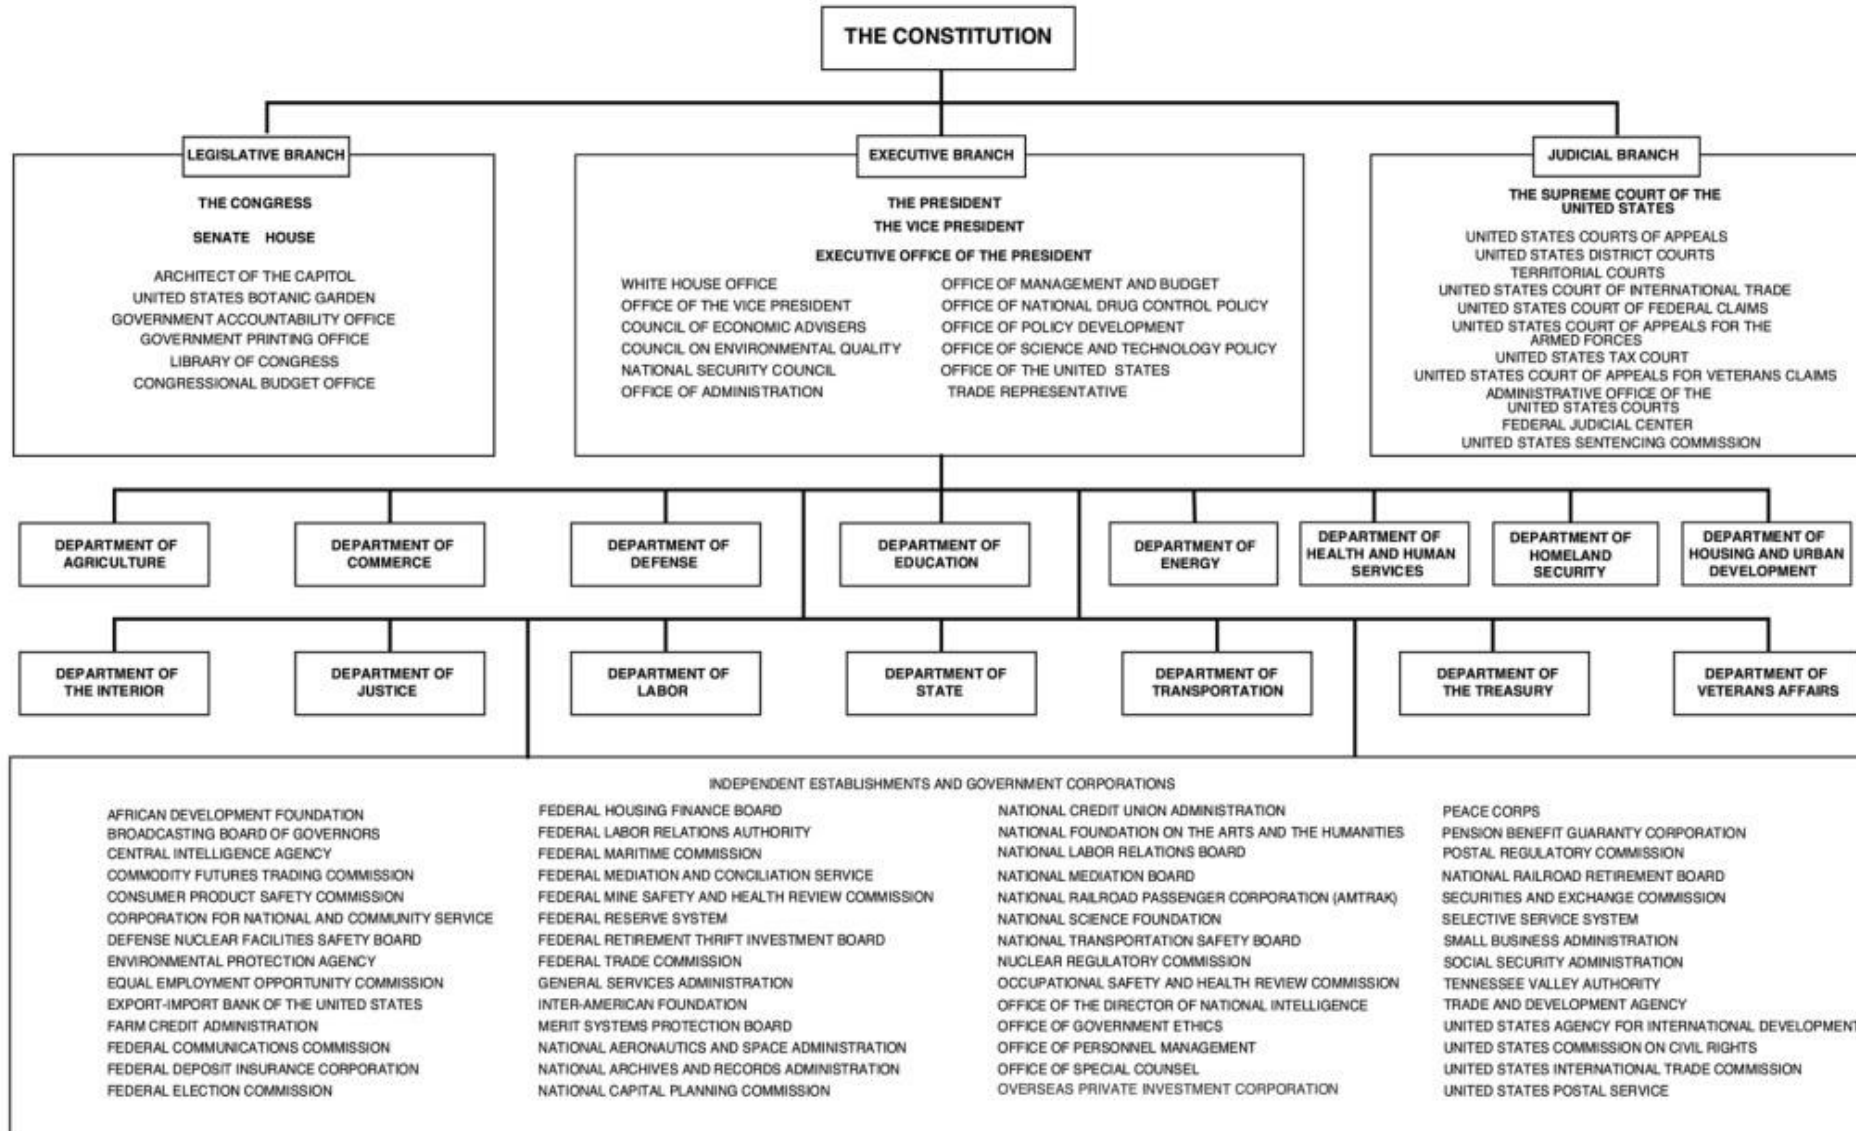 THE CONSTITUTION
LEGISLATIVE BRANCH
THE CONGRESS
SENATE HOUSE
ARCHITECT OF THE CAPITOL
UNITED STATES BOTANIC GARDEN
GOVERNMENT ACCOUNTABILITY OFFICE
GOVERNMENT PRINTING OFFICE
LIBRARY OF CONGRESS
CONGRESSIONAL BUDGET OFFICE
EXECUTIVE BRANCH
THE PRESIDENT
THE VICE PRESIDENT
EXECUTIVE OFFICE OF THE PRESIDENT
WHITE HOUSE OFFICE
OFFICE OF THE VICE PRESIDENT
COUNCIL OF ECONOMIC ADVISERS
COUNCIL ON ENVIRONMENTAL QUALITY
NATIONAL SECURITY COUNCIL
OFFICE OF ADMINISTRATION
OFFICE OF MANAGEMENT AND BUDGET
OFFICE OF NATIONAL DRUG CONTROL POLICY
OFFICE OF POLICY DEVELOPMENT
OFFICE OF SCIENCE AND TECHNOLOGY POLICY
OFFICE OF THE UNITED STATES
TRADE REPRESENTATIVE
JUDICIAL BRANCH
THE SUPREME COURT OF THE
UNITED STATES
UNITED STATES COURTS OF APPEALS
UNITED STATES DISTRICT COURTS
TERRITORIAL COURTS
UNITED STATES COURT OF INTERNATIONAL TRADE
UNITED STATES COURT OF FEDERAL CLAIMS
UNITED STATES COURT OF APPEALS FOR THE
ARMED FORCES
UNITED STATES TAX COURT
UNITED STATES COURT OF APPEALS FOR VETERANS CLAIMS
ADMINISTRATIVE OFFICE OF THE
UNITED STATES COURTS
FEDERAL JUDICIAL CENTER
UNITED STATES SENTENCING COMMISSION
DEPARTMENT OF
AGRICULTURE
DEPARTMENT OF
COMMERCE
DEPARTMENT OF
DEFENSE
DEPARTMENT OF
EDUCATION
DEPARTMENT OF
ENERGY
DEPARTMENT OF
HEALTH AND HUMAN
SERVICES
DEPARTMENT OF
HOMELAND
SECURITY
DEPARTMENT OF
HOUSING AND URBAN
DEVELOPMENT
DEPARTMENT OF
THE INTERIOR
DEPARTMENT OF
JUSTICE
DEPARTMENT OF
LABOR
DEPARTMENT OF
STATE
DEPARTMENT OF
TRANSPORTATION
DEPARTMENT OF
THE TREASURY
DEPARTMENT OF
VETERANS AFFAIRS
INDEPENDENT ESTABLISHMENTS AND GOVERNMENT CORPORATIONS
AFRICAN DEVELOPMENT FOUNDATION
BROADCASTING BOARD OF GOVERNORS
CENTRAL INTELLIGENCE AGENCY
COMMODITY FUTURES TRADING COMMISSION
CONSUMER PRODUCT SAFETY COMMISSION
CORPORATION FOR NATIONAL AND COMMUNITY SERVICE
DEFENSE NUCLEAR FACILITIES SAFETY BOARD
ENVIRONMENTAL PROTECTION AGENCY
EQUAL EMPLOYMENT OPPORTUNITY COMMISSION
EXPORT-IMPORT BANK OF THE UNITED STATES
FARM CREDIT ADMINISTRATION
FEDERAL COMMUNICATIONS COMMISSION
FEDERAL DEPOSIT INSURANCE CORPORATION
FEDERAL ELECTION COMMISSION
FEDERAL HOUSING FINANCE BOARD
FEDERAL LABOR RELATIONS AUTHORITY
FEDERAL MARITIME COMMISSION
FEDERAL MEDIATION AND CONCILIATION SERVICE
FEDERAL MINE SAFETY AND HEALTH REVIEW COMMISSION
FEDERAL RESERVE SYSTEM
FEDERAL RETIREMENT THRIFT INVESTMENT BOARD
FEDERAL TRADE COMMISSION
GENERAL SERVICES ADMINISTRATION
INTER-AMERICAN FOUNDATION
MERIT SYSTEMS PROTECTION BOARD
NATIONAL AERONAUTICS AND SPACE ADMINISTRATION
NATIONAL ARCHIVES AND RECORDS ADMINISTRATION
NATIONAL CAPITAL PLANNING COMMISSION
NATIONAL CREDIT UNION ADMINISTRATION
NATIONAL FOUNDATION ON THE ARTS AND THE HUMANITIES
NATIONAL LABOR RELATIONS BOARD
NATIONAL MEDIATION BOARD
NATIONAL RAILROAD PASSENGER CORPORATION (AMTRAK)
NATIONAL SCIENCE FOUNDATION
NATIONAL TRANSPORTATION SAFETY BOARD
NUCLEAR REGULATORY COMMISSION
OCCUPATIONAL SAFETY AND HEALTH REVIEW COMMISSION
OFFICE OF THE DIRECTOR OF NATIONAL INTELLIGENCE
OFFICE OF GOVERNMENT ETHICS
OFFICE OF PERSONNEL MANAGEMENT
OFFICE OF SPECIAL COUNSEL
OVERSEAS PRIVATE INVESTMENT CORPORATION
PEACE CORPS
PENSION BENEFIT GUARANTY CORPORATION
POSTAL REGULATORY COMMISSION
NATIONAL RAILROAD RETIREMENT BOARD
SECURITIES AND EXCHANGE COMMISSION
SELECTIVE SERVICE SYSTEM
SMALL BUSINESS ADMINISTRATION
SOCIAL SECURITY ADMINISTRATION
TENNESSEE VALLEY AUTHORITY
TRADE AND DEVELOPMENT AGENCY
UNITED STATES AGENCY FOR INTERNATIONAL DEVELOPMENT
UNITED STATES COMMISSION ON CIVIL RIGHTS
UNITED STATES INTERNATIONAL TRADE COMMISSION
UNITED STATES POSTAL SERVICE